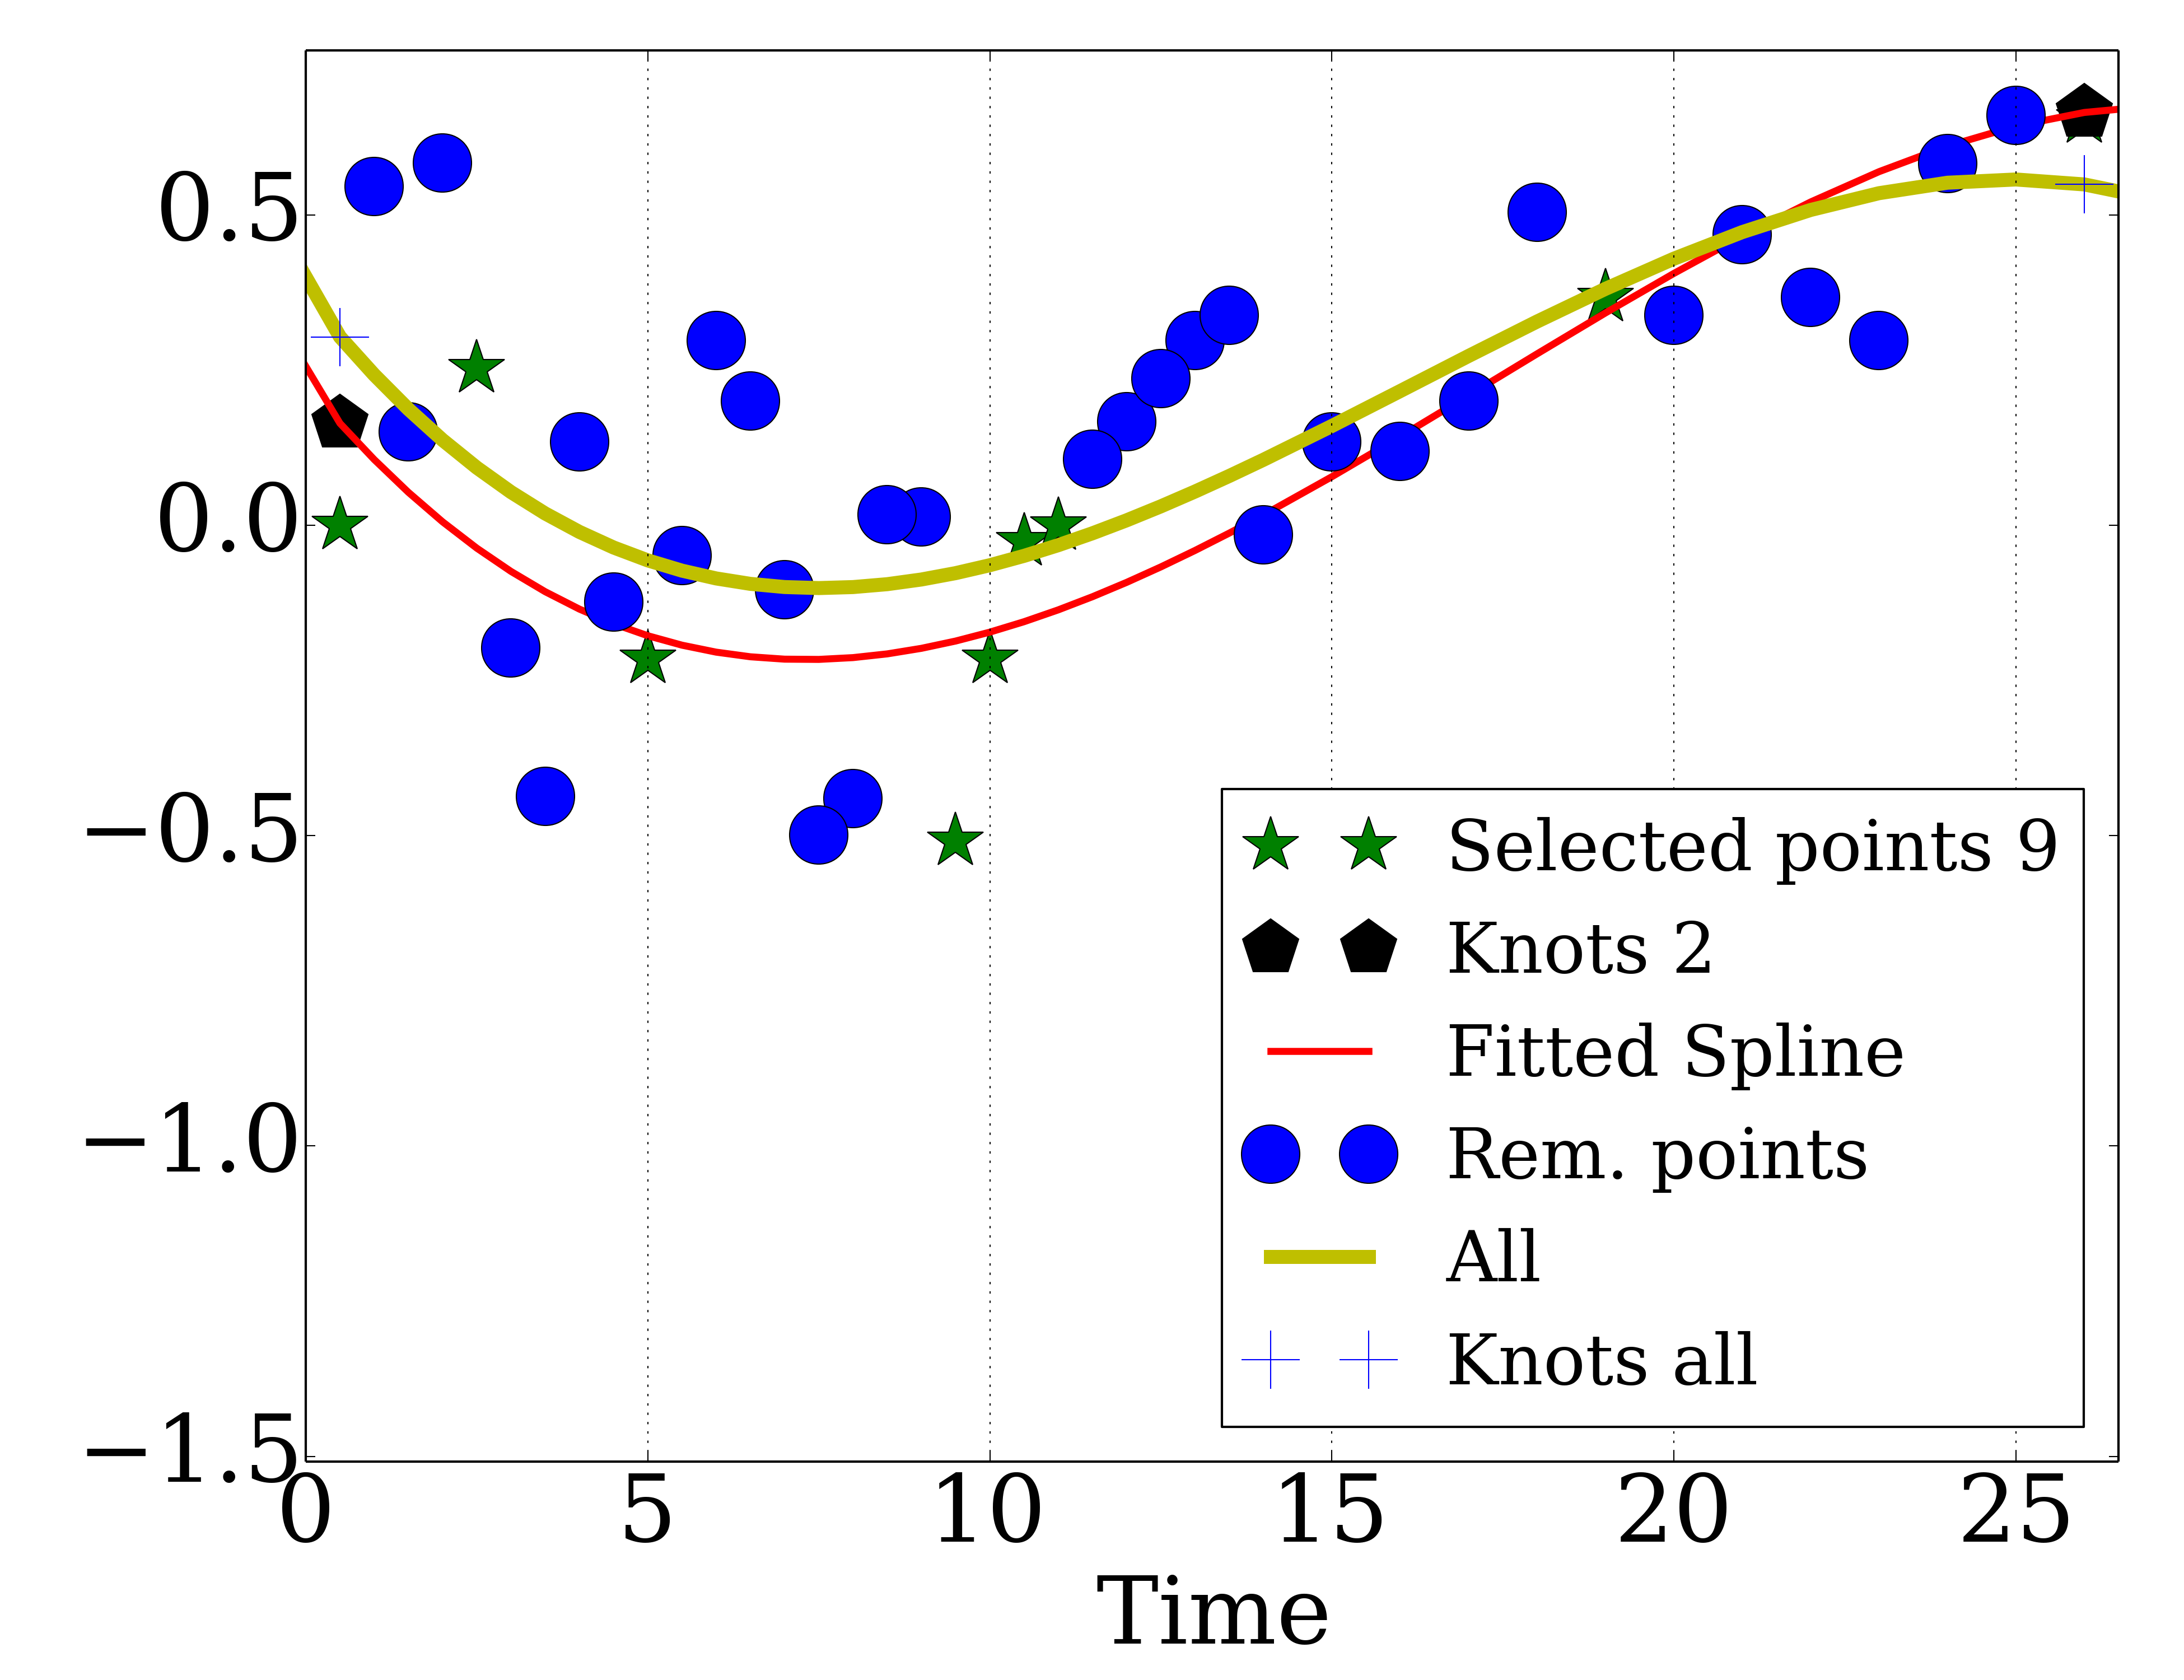 0.5
0.0
−0.5
−1.0
−1.5
0 5 10 15 20 25
Time
Selected points 9
Knots 2
Fitted Spline
Rem. points
All
Knots all